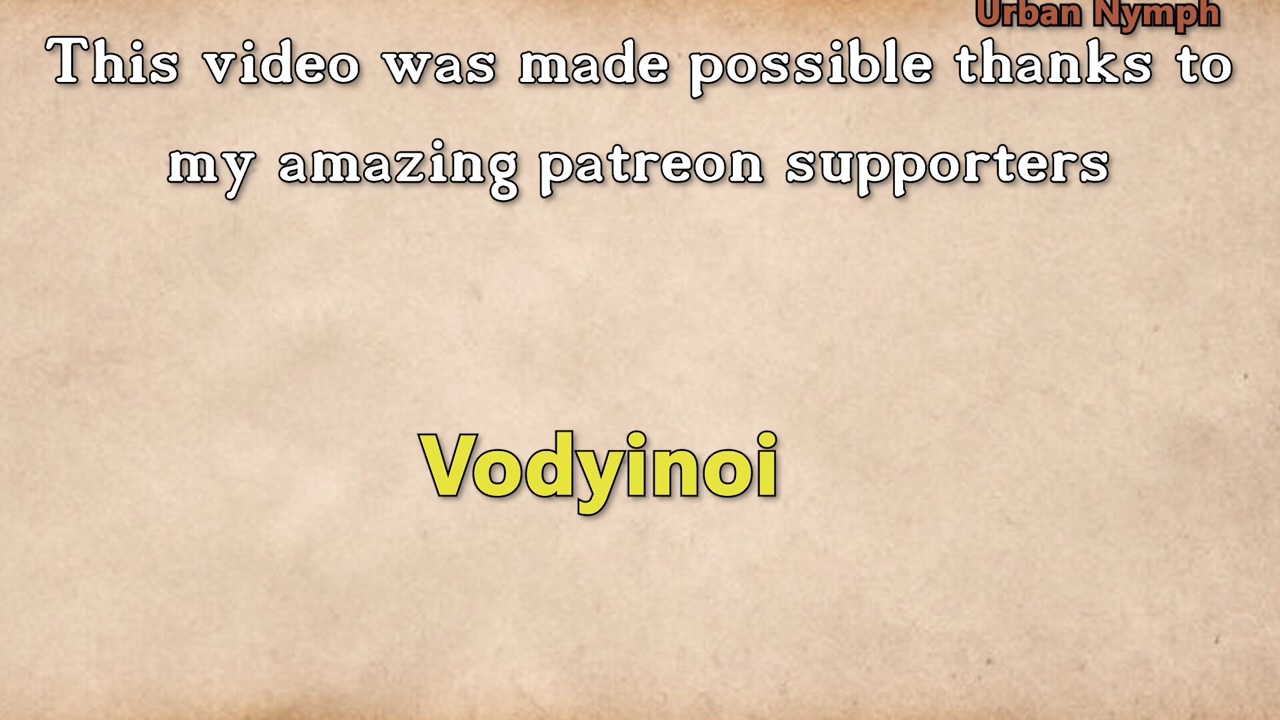 Urban Nymph
This video was made possible thanks to
my amazing patreon supporters
Vodyinoi